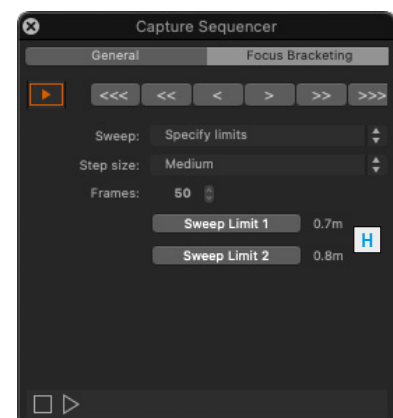 Capture Sequencer
General Focus Bracketing
<<< << < > >> >>>
Sweep: Specify limits
Step size: Medium
Frames: 50
Sweep Limit 1 0.7m
H
Sweep Limit 2 0.8m